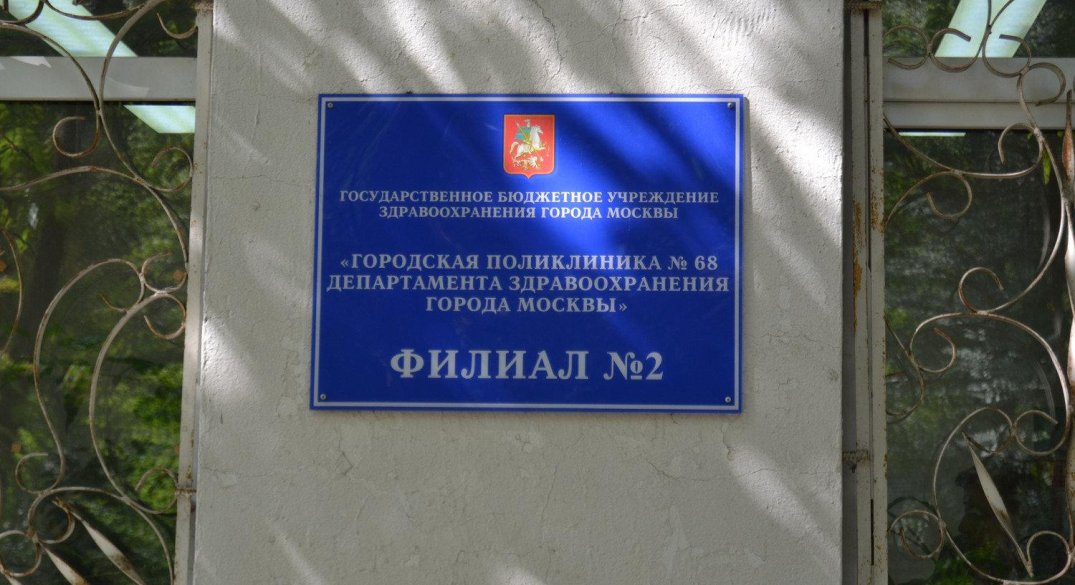 ГОСУДАРСТВЕННОЕ БЮДЖЕТНОЕ УЧРЕЖДЕНИЕ
ЗДРАВООХРАНЕНИЯ ГОРОДА МОСКВЫ
«ГОРОДСКАЯ ПОЛИКЛИНИКА № 68
ДЕПАРТАМЕНТА ЗДРАВООХРАНЕНИЯ
ГОРОДА МОСКВЫ»
ФИЛИАЛ №2